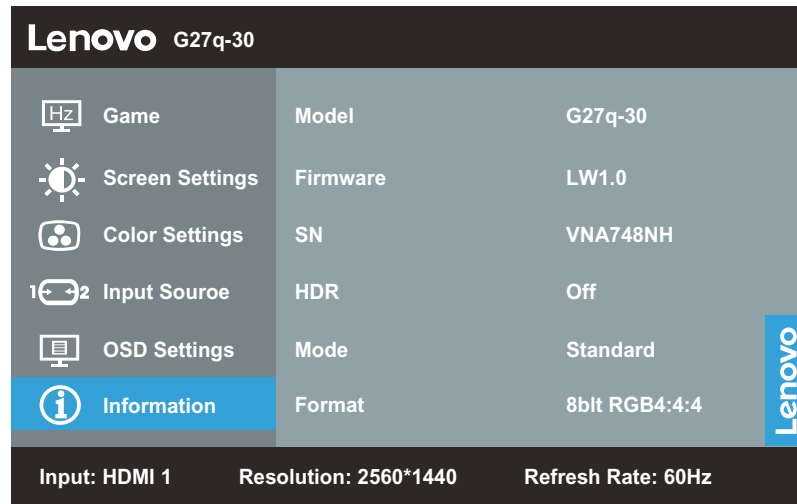 Lenovo G27q-30
Hz Game Model G27q-30
Screen Settings Firmware LW1.0
Color Settings SN VNA748NH
1 2 Input Souroe HDR Off
OSD Settings Mode Standard
Information Format 8blt RGB4:4:4
Lenovo
Input: HDMI 1 Resolution: 2560*1440 Refresh Rate: 60Hz